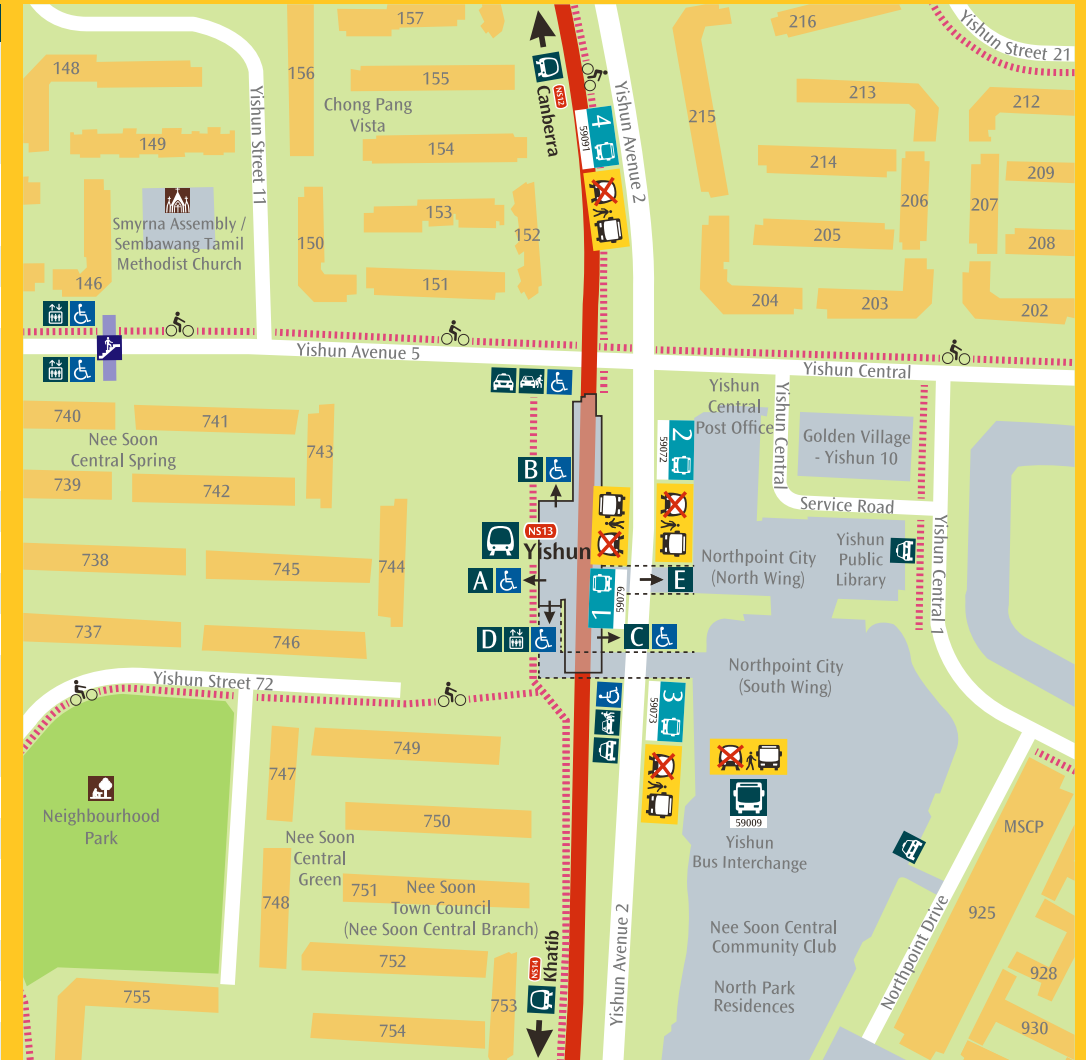 157
216
Yishun Street 21
148
156
155
Chong Pang
Vista
Canberra
NS12
Yishun Avenue 2
215
213
212
4
59091
149
Yishun Street 11
154
214
209
206
207
Smyrna Assembly /
Sembawang Tamil
Methodist Church
150
153
152
205
208
146
151
204
203
202
Yishun Avenue 5
Yishun Central
740
741
743
Nee Soon
Central Spring
739
742
Yishun
Central
Post Office
Yishun Central
Golden Village
- Yishun 10
2
59072
B
Service Road
NS13
Yishun
738
745
744
A
1
59079
E
Northpoint City
(North Wing)
Yishun
Public
Library
Yishun Central 1
737
746
D
C
Northpoint City
(South Wing)
Yishun Street 72
3
59073
749
747
Neighbourhood
Park
750
59009
Yishun
Bus Interchange
MSCP
Nee Soon
Central
Green
748
751
Nee Soon
Town Council
(Nee Soon Central Branch)
925
Nee Soon Central
Community Club
Northpoint Drive
752
Khatib
NS14
Yishun Avenue 2
928
755
753
754
North Park
Residences
930